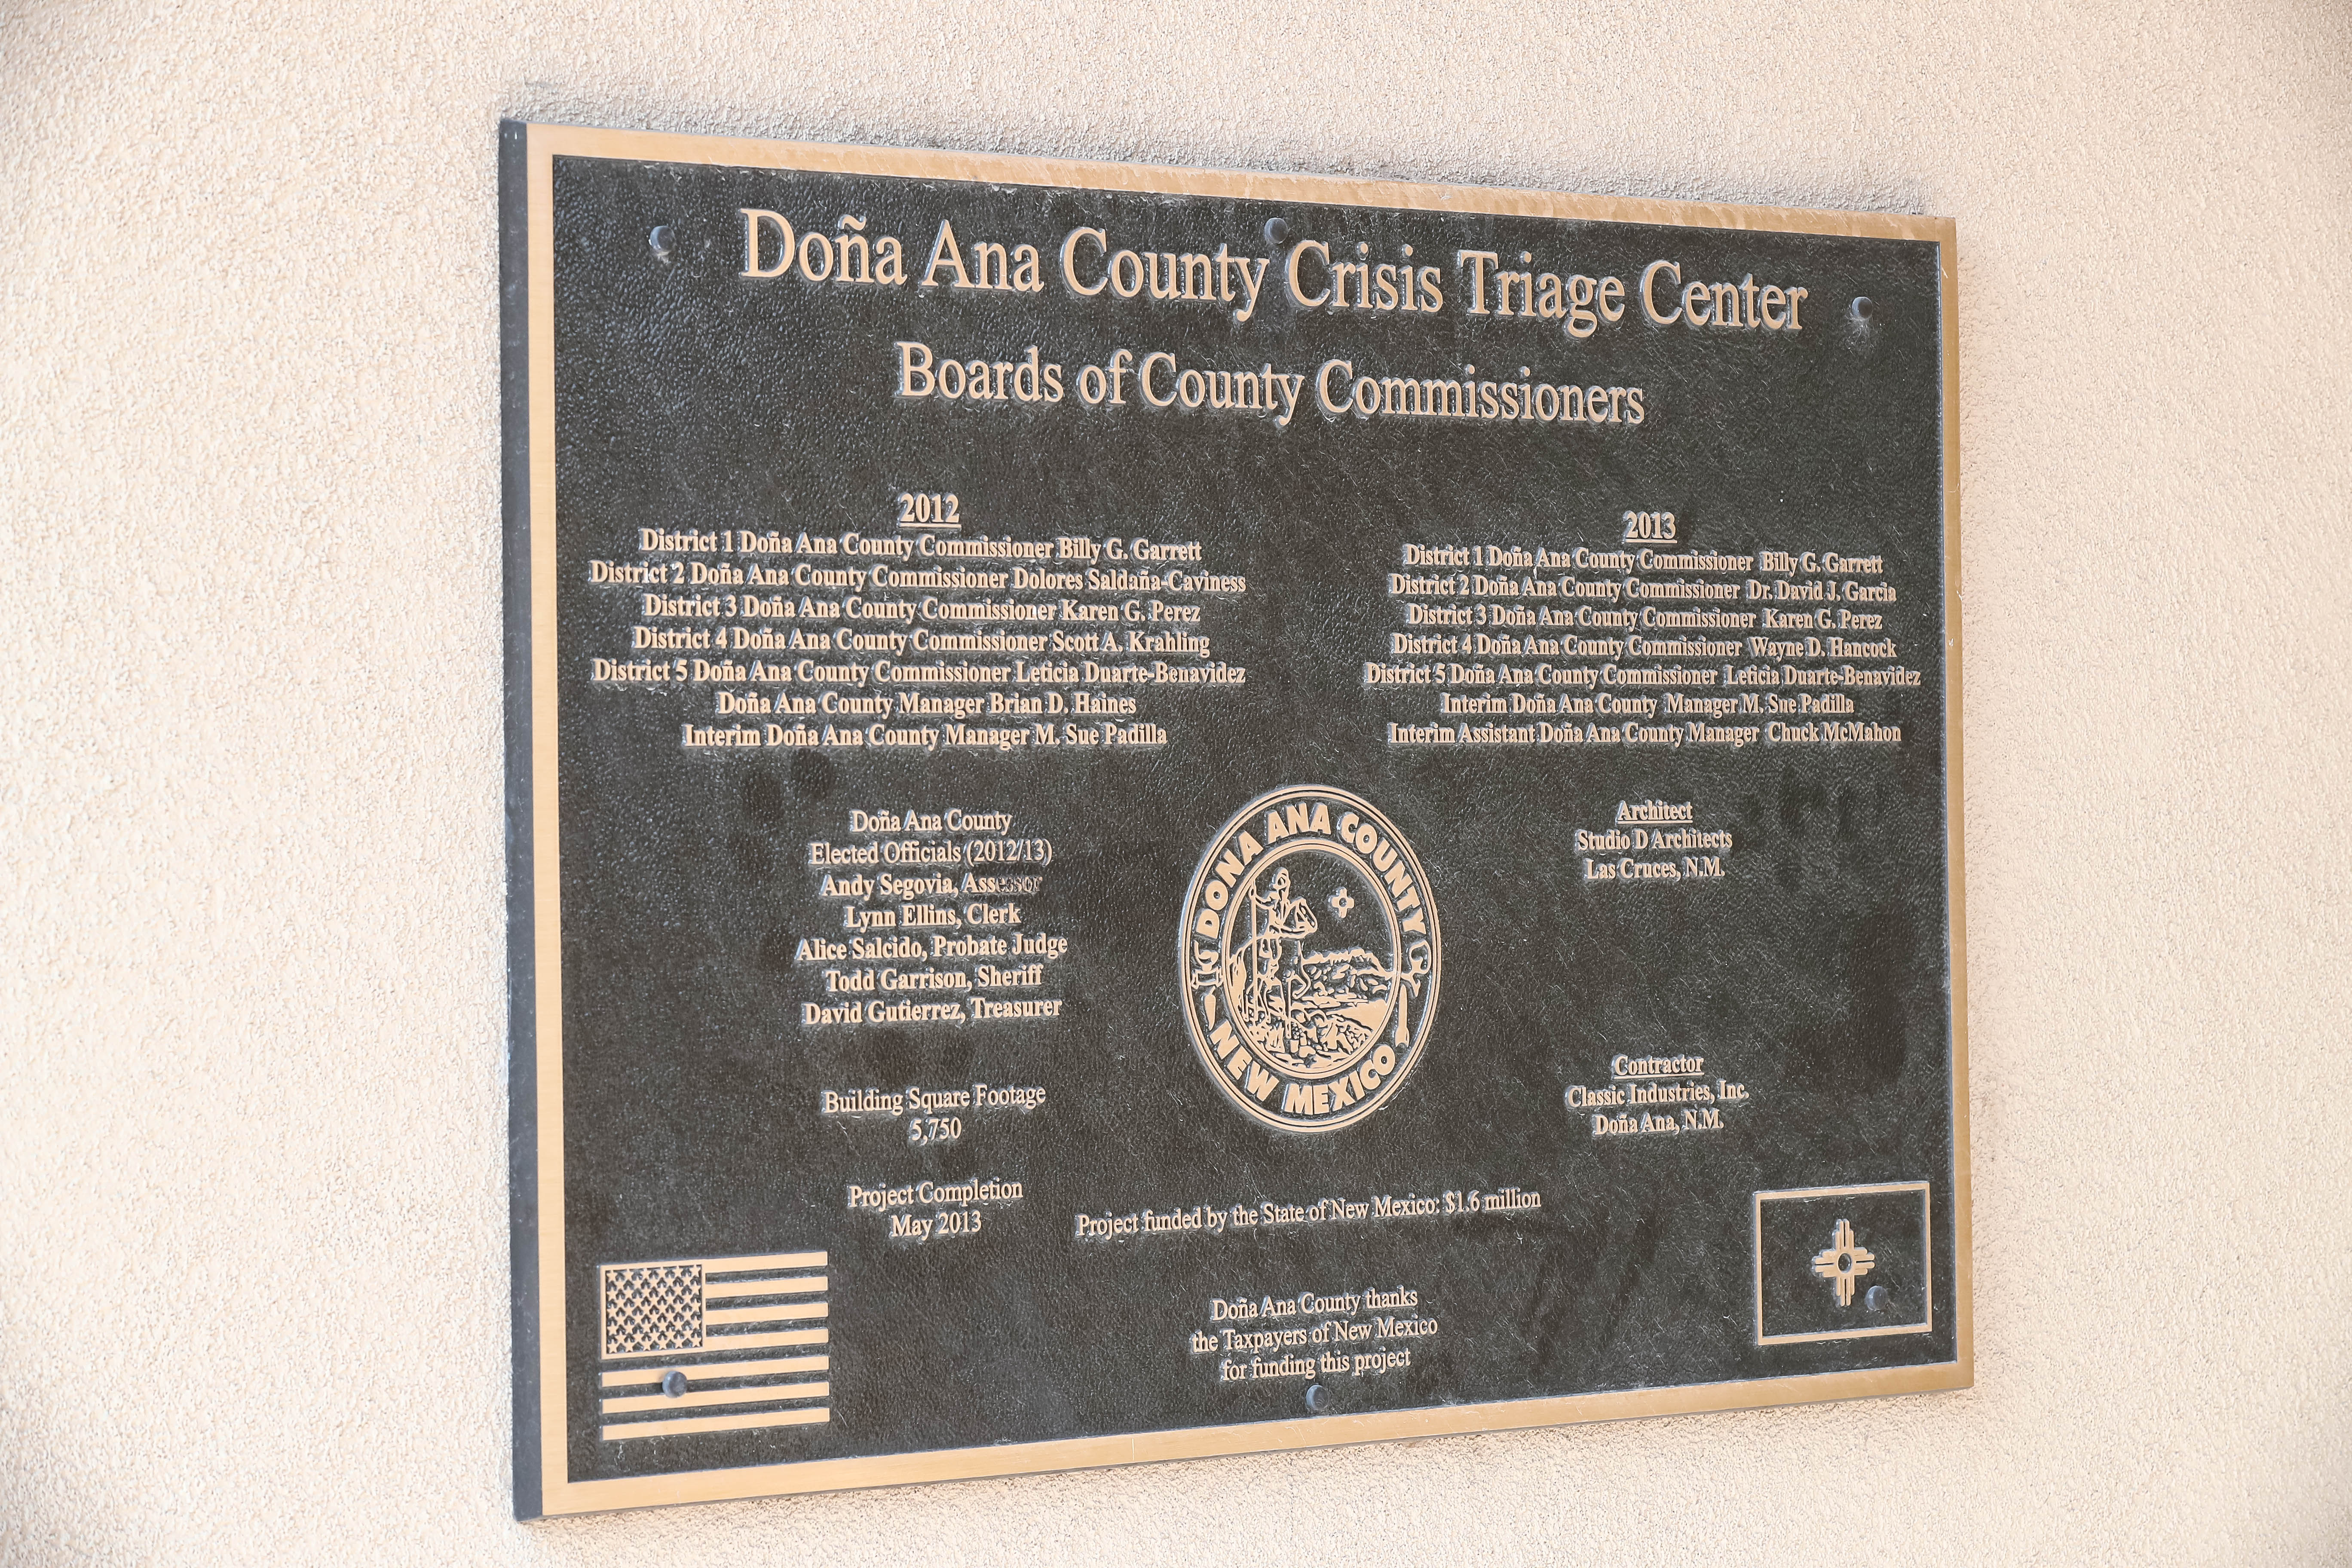 Doña Ana County Crisis Triage Center
Boards of County Commissioners
2012
District 1 Doña Ana County Commissioner Billy G. Garrett
District 2 Doña Ana County Commissioner Dolores Saldaña-Caviness
District 3 Doña Ana County Commissioner Karen G. Perez
District 4 Doña Ana County Commissioner Scott A. Krahling
District 5 Doña Ana County Commissioner Leticia Duarte-Benavidez
Doña Ana County Manager Brian D. Haines
Interim Doña Ana County Manager M. Sue Padilla
2013
District 1 Doña Ana County Commissioner Billy G. Garrett
District 2 Doña Ana County Commissioner Dr. David J. Garcia
District 3 Doña Ana County Commissioner Karen G. Perez
District 4 Doña Ana County Commissioner Wayne D. Hancock
District 5 Doña Ana County Commissioner Leticia Duarte-Benavidez
Interim Doña Ana County Manager M. Sue Padilla
Interim Assistant Doña Ana County Manager Chuck McMahon
Doña Ana County
Elected Officials (2012/13)
Andy Segovia, Assessor
Lynn Ellins, Clerk
Alice Salcido, Probate Judge
Todd Garrison, Sheriff
David Gutierrez, Treasurer
Building Square Footage
5,750
Project Completion
May 2013
DOÑA ANA COUNTY
NEW MEXICO
Architect
Studio D Architects
Las Cruces, N.M.
Contractor
Classic Industries, Inc.
Doña Ana, N.M.
Project funded by the State of New Mexico: $1.6 million
Doña Ana County thanks
the Taxpayers of New Mexico
for funding this project